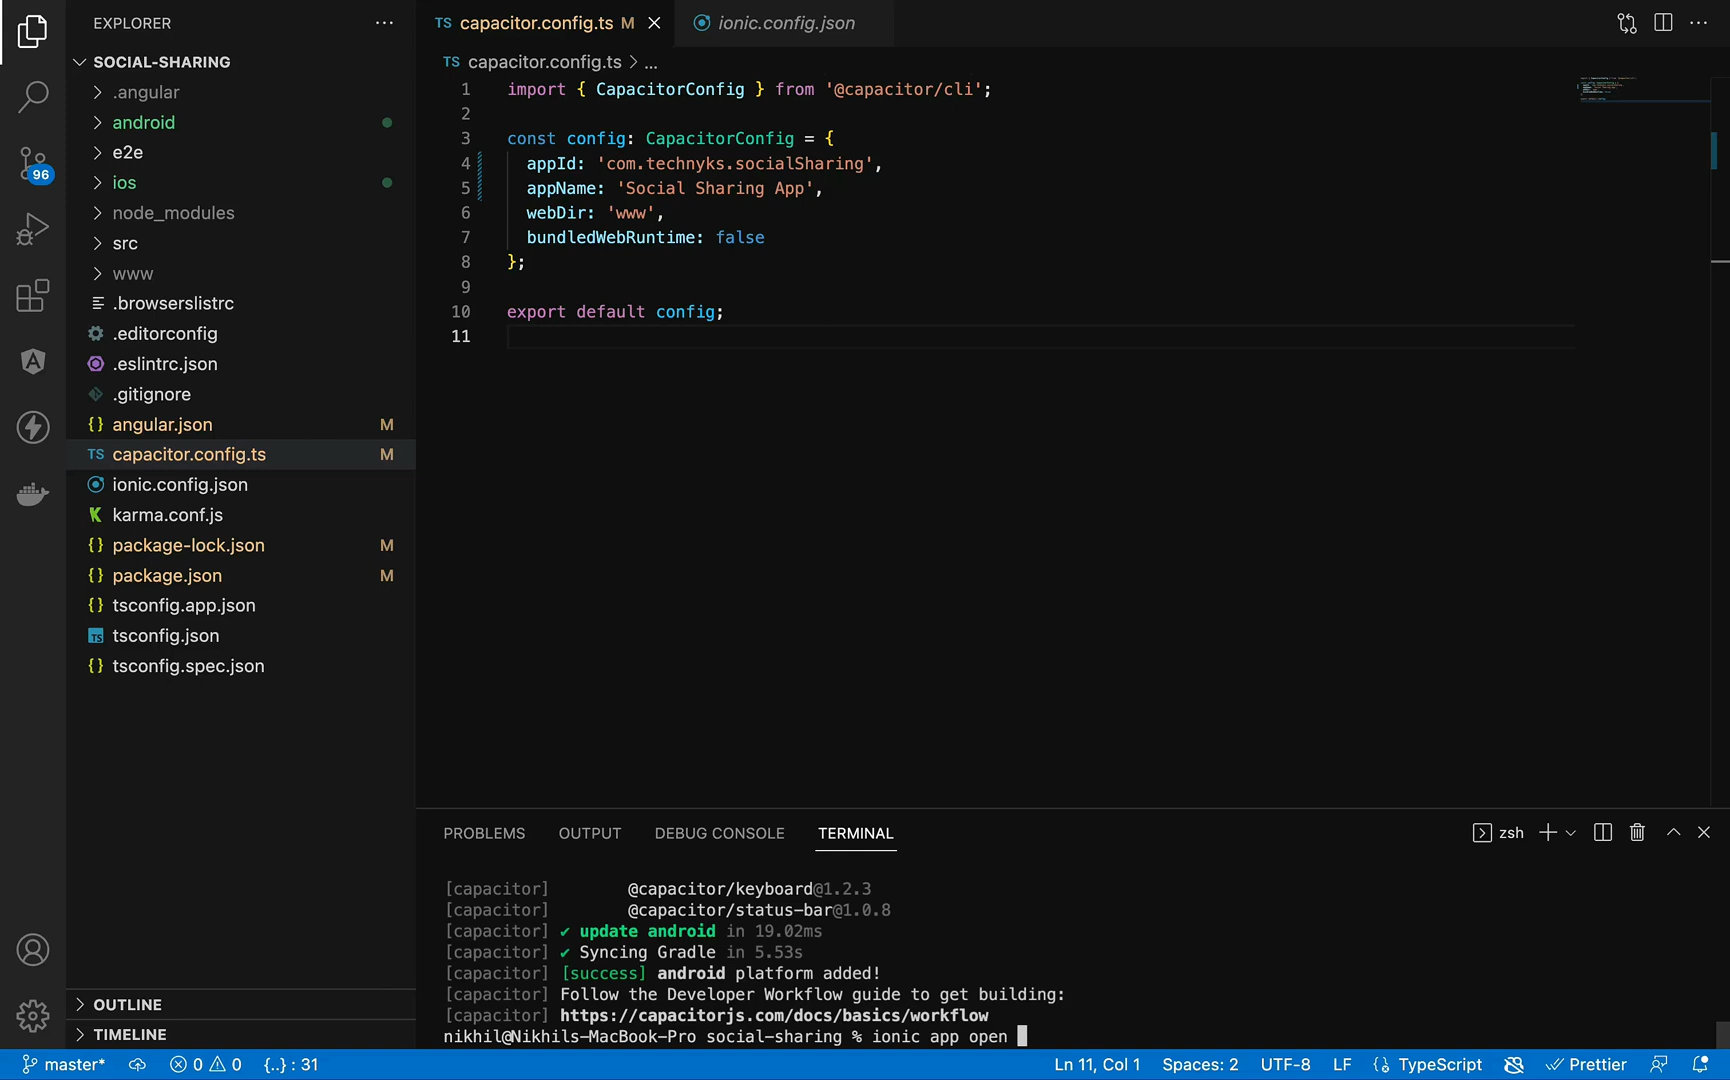 EXPLORER
SOCIAL-SHARING
.angular
android
e2e
ios
node_modules
src
www
.browserslistrc
.editorconfig
.eslintrc.json
.gitignore
{} angular.json M
TS capacitor.config.ts M
ionic.config.json
karma.conf.js
{} package-lock.json M
{} package.json M
{} tsconfig.app.json
TS tsconfig.json
{} tsconfig.spec.json
OUTLINE
TIMELINE
96
TS capacitor.config.ts M
ionic.config.json
TS capacitor.config.ts > ...
1 import { CapacitorConfig } from '@capacitor/cli';
2
3 const config: CapacitorConfig = {
4 appId: 'com.technyks.socialSharing',
5 appName: 'Social Sharing App',
6 webDir: 'www',
7 bundledWebRuntime: false
8 };
9
10 export default config;
11
PROBLEMS OUTPUT DEBUG CONSOLE TERMINAL
zsh
[capacitor] @capacitor/keyboard@1.2.3
[capacitor] @capacitor/status-bar@1.0.8
[capacitor] ✔ update android in 19.02ms
[capacitor] ✔ Syncing Gradle in 5.53s
[capacitor] [success] android platform added!
[capacitor] Follow the Developer Workflow guide to get building:
[capacitor] https://capacitorjs.com/docs/basics/workflow
nikhil@Nikhils-MacBook-Pro social-sharing % ionic app open
master* 0 0 {..} : 31 Ln 11, Col 1 Spaces: 2 UTF-8 LF {} TypeScript Prettier